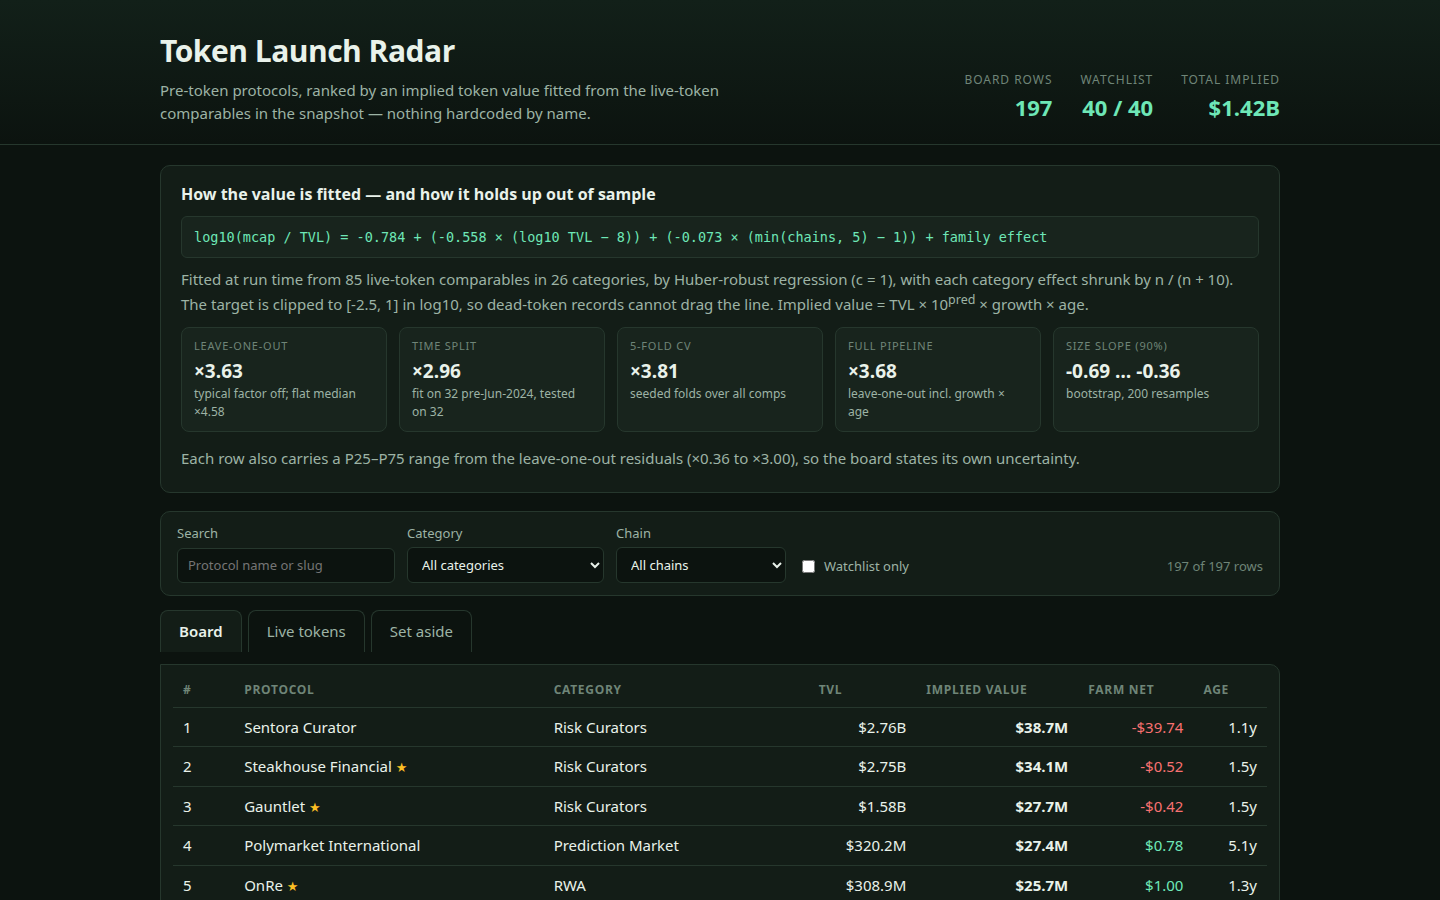 Token Launch Radar
Pre-token protocols, ranked by an implied token value fitted from the live-token
comparables in the snapshot — nothing hardcoded by name.
BOARD ROWS
197
WATCHLIST
40 / 40
TOTAL IMPLIED
$1.42B
How the value is fitted — and how it holds up out of sample
log10(mcap / TVL) = -0.784 + (-0.558 × (log10 TVL − 8)) + (-0.073 × (min(chains, 5) − 1)) + family effect
Fitted at run time from 85 live-token comparables in 26 categories, by Huber-robust regression (c = 1), with each category effect shrunk by n / (n + 10).
The target is clipped to [-2.5, 1] in log10, so dead-token records cannot drag the line. Implied value = TVL × 10pred × growth × age.
LEAVE-ONE-OUT
×3.63
typical factor off; flat median
×4.58
TIME SPLIT
×2.96
fit on 32 pre-Jun-2024, tested
on 32
5-FOLD CV
×3.81
seeded folds over all comps
FULL PIPELINE
×3.68
leave-one-out incl. growth ×
age
SIZE SLOPE (90%)
-0.69 … -0.36
bootstrap, 200 resamples
Each row also carries a P25–P75 range from the leave-one-out residuals (×0.36 to ×3.00), so the board states its own uncertainty.
Search
Protocol name or slug
Category
All categories
Chain
All chains
Watchlist only
197 of 197 rows
Board
Live tokens
Set aside
# PROTOCOL CATEGORY TVL IMPLIED VALUE FARM NET AGE
1 Sentora Curator Risk Curators $2.76B $38.7M -$39.74 1.1y
2 Steakhouse Financial ★ Risk Curators $2.75B $34.1M -$0.52 1.5y
3 Gauntlet ★ Risk Curators $1.58B $27.7M -$0.42 1.5y
4 Polymarket International Prediction Market $320.2M $27.4M $0.78 5.1y
5 OnRe ★ RWA $308.9M $25.7M $1.00 1.3y